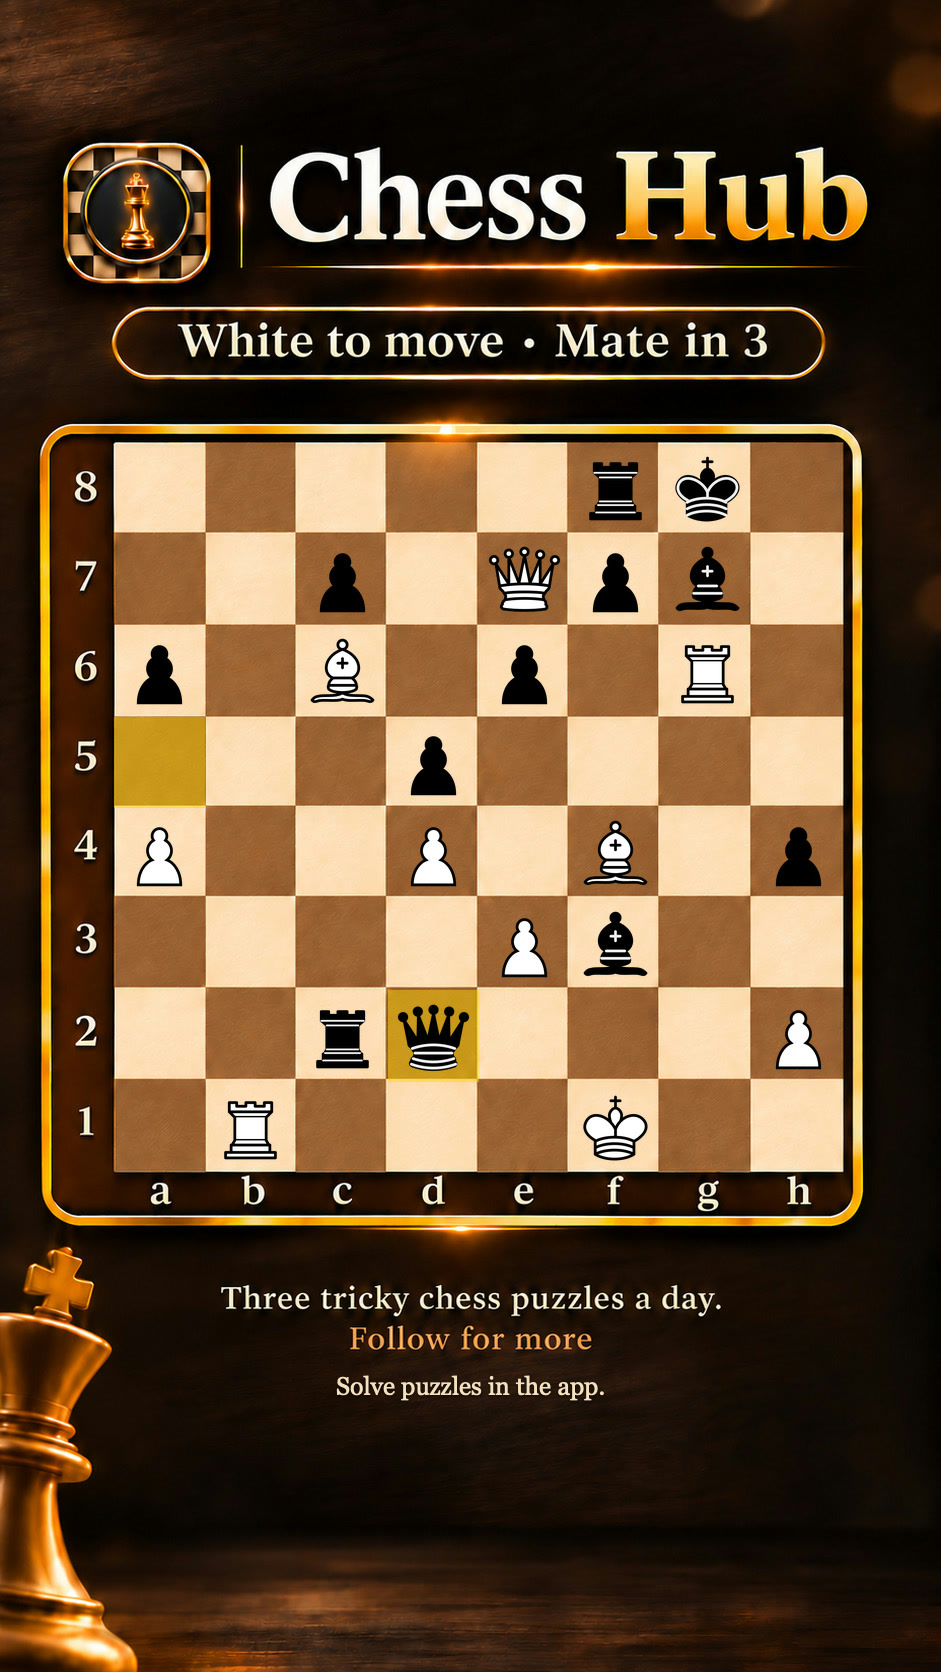 Chess Hub
White to move • Mate in 3
8
7
6
5
4
3
2
1
a b c d e f g h
Three tricky chess puzzles a day.
Follow for more
Solve puzzles in the app.